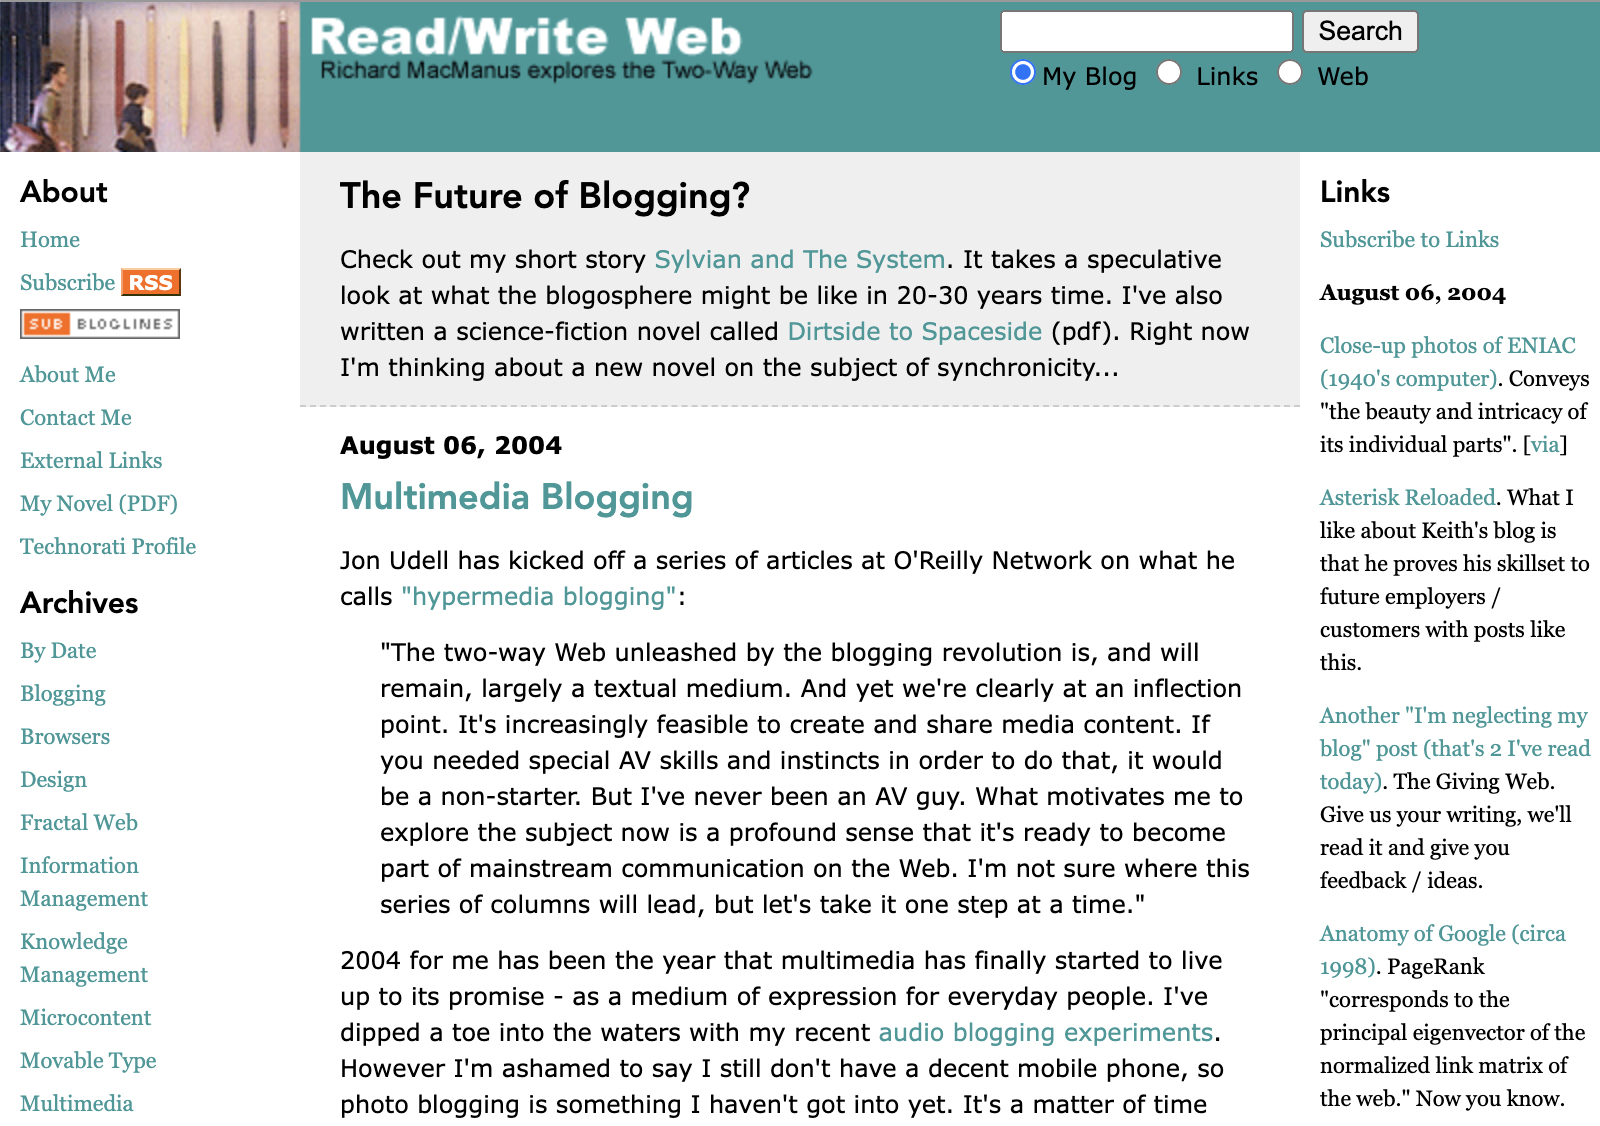 Read/Write Web
Richard MacManus explores the Two-Way Web
Search
My Blog
Links
Web
About
Home
Subscribe RSS
SUB BLOGLINES
About Me
Contact Me
External Links
My Novel (PDF)
Technorati Profile
Archives
By Date
Blogging
Browsers
Design
Fractal Web
Information
Management
Knowledge
Management
Microcontent
Movable Type
Multimedia
The Future of Blogging?
Check out my short story Sylvian and The System. It takes a speculative
look at what the blogosphere might be like in 20-30 years time. I've also
written a science-fiction novel called Dirtside to Spaceside (pdf). Right now
I'm thinking about a new novel on the subject of synchronicity...
August 06, 2004
Multimedia Blogging
Jon Udell has kicked off a series of articles at O'Reilly Network on what he
calls "hypermedia blogging":
"The two-way Web unleashed by the blogging revolution is, and will
remain, largely a textual medium. And yet we're clearly at an inflection
point. It's increasingly feasible to create and share media content. If
you needed special AV skills and instincts in order to do that, it would
be a non-starter. But I've never been an AV guy. What motivates me to
explore the subject now is a profound sense that it's ready to become
part of mainstream communication on the Web. I'm not sure where this
series of columns will lead, but let's take it one step at a time."
2004 for me has been the year that multimedia has finally started to live
up to its promise - as a medium of expression for everyday people. I've
dipped a toe into the waters with my recent audio blogging experiments.
However I'm ashamed to say I still don't have a decent mobile phone, so
photo blogging is something I haven't got into yet. It's a matter of time
Links
Subscribe to Links
August 06, 2004
Close-up photos of ENIAC
(1940's computer). Conveys
"the beauty and intricacy of
its individual parts". [via]
Asterisk Reloaded. What I
like about Keith's blog is
that he proves his skillset to
future employers /
customers with posts like
this.
Another "I'm neglecting my
blog" post (that's 2 I've read
today). The Giving Web.
Give us your writing, we'll
read it and give you
feedback / ideas.
Anatomy of Google (circa
1998). PageRank
"corresponds to the
principal eigenvector of the
normalized link matrix of
the web." Now you know.